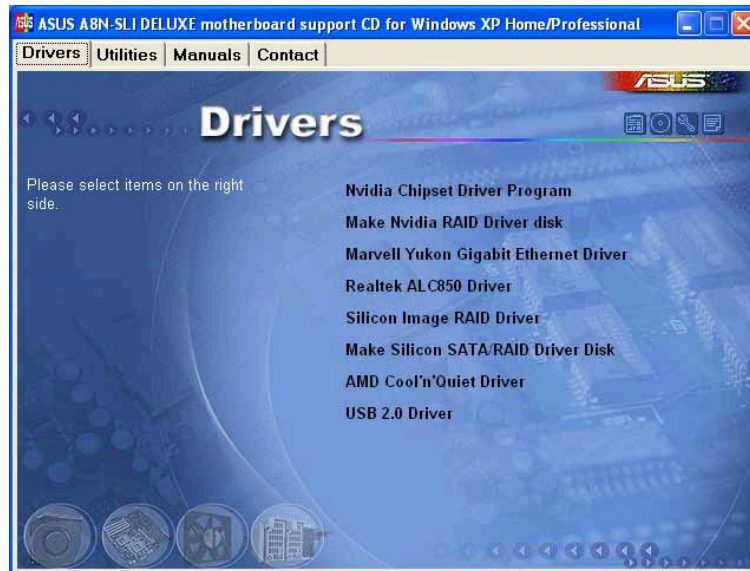 ASUS A8N-SLI DELUXE motherboard support CD for Windows XP Home/Professional
Drivers Utilities Manuals Contact
ASUS
Drivers
Please select items on the right
side.
Nvidia Chipset Driver Program
Make Nvidia RAID Driver disk
Marvell Yukon Gigabit Ethernet Driver
Realtek ALC850 Driver
Silicon Image RAID Driver
Make Silicon SATA/RAID Driver Disk
AMD Cool'n'Quiet Driver
USB 2.0 Driver